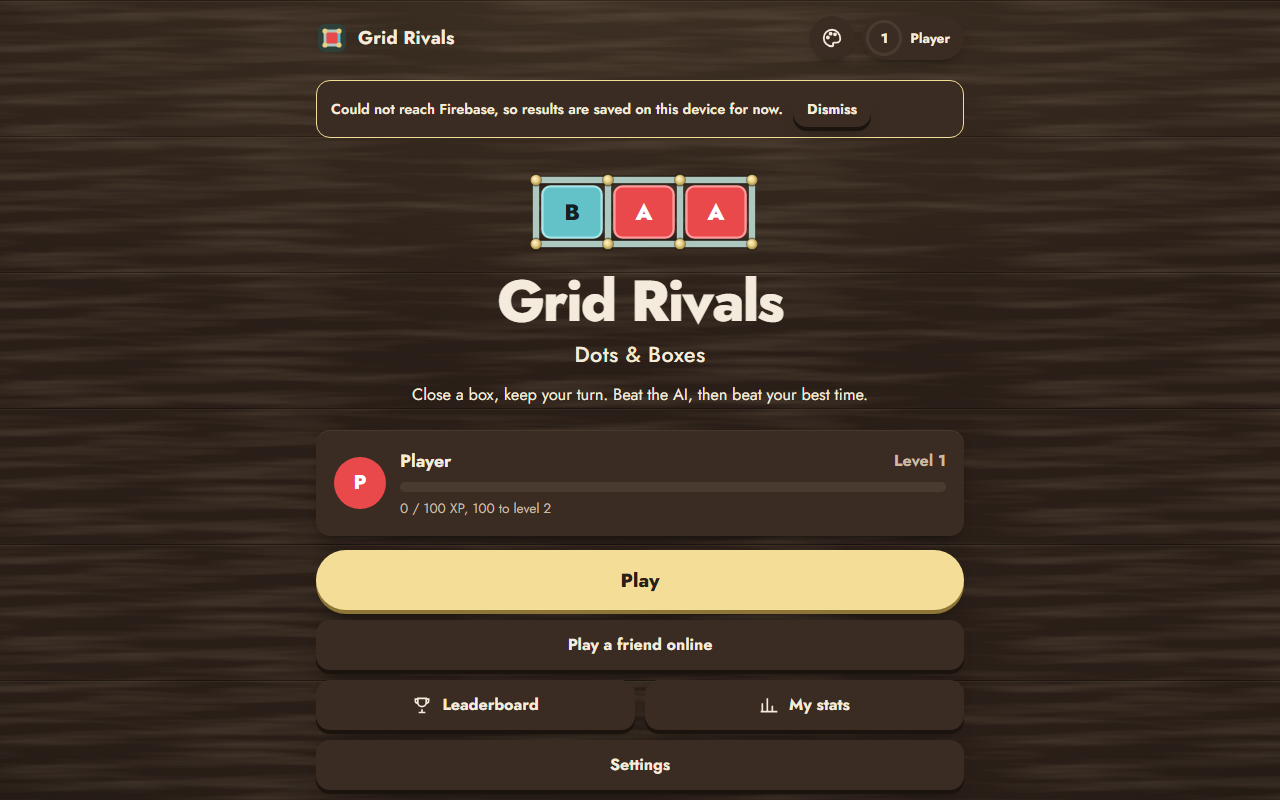 Grid Rivals
1 Player
Could not reach Firebase, so results are saved on this device for now. Dismiss
B A A
Grid Rivals
Dots & Boxes
Close a box, keep your turn. Beat the AI, then beat your best time.
P
Player Level 1
0 / 100 XP, 100 to level 2
Play
Play a friend online
Leaderboard My stats
Settings